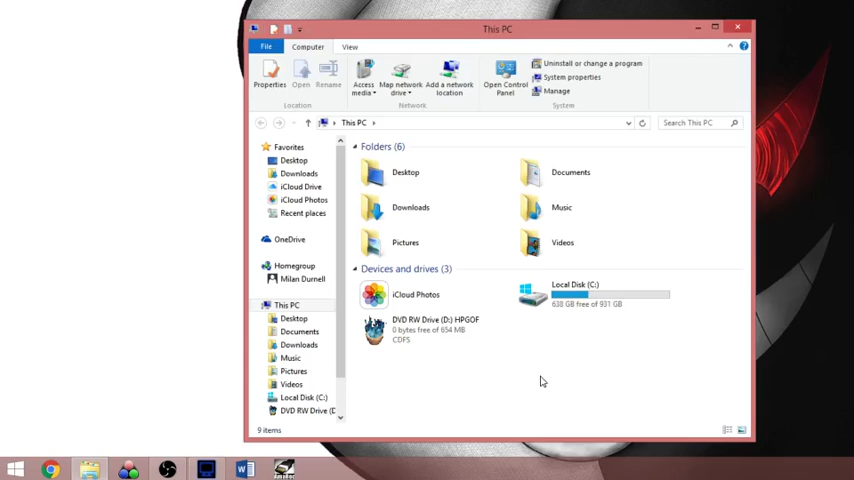 This PC
File Computer View
Properties Open Rename Access media Map network drive Add a network location Open Control Panel Uninstall or change a program
System properties
Manage
Location Network System
This PC Search This PC
Favorites
Desktop
Downloads
iCloud Drive
iCloud Photos
Recent places
OneDrive
Homegroup
Milan Durnell
This PC
Desktop
Documents
Downloads
Music
Pictures
Videos
Local Disk (C:)
DVD RW Drive (D
Folders (6)
Desktop Documents
Downloads Music
Pictures Videos
Devices and drives (3)
iCloud Photos
Local Disk (C:)
638 GB free of 931 GB
DVD RW Drive (D:) HPGOF
0 bytes free of 654 MB
CDFS
9 items